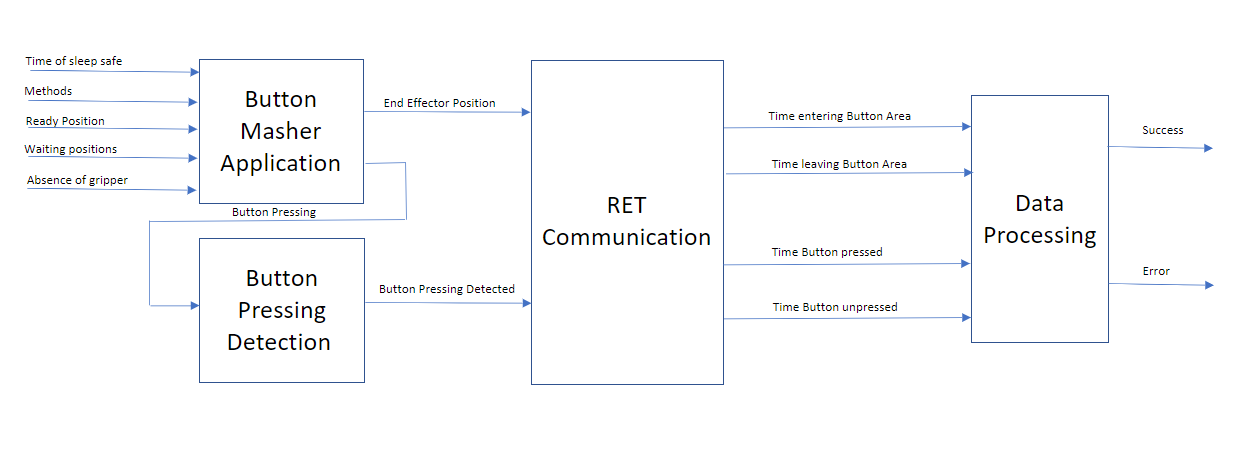 Time of sleep safe
Methods
Ready Position
Waiting positions
Absence of gripper
Button
Masher
Application
End Effector Position
Button Pressing
Button
Pressing
Detection
Button Pressing Detected
RET
Communication
Time entering Button Area
Time leaving Button Area
Time Button pressed
Time Button unpressed
Data
Processing
Success
Error